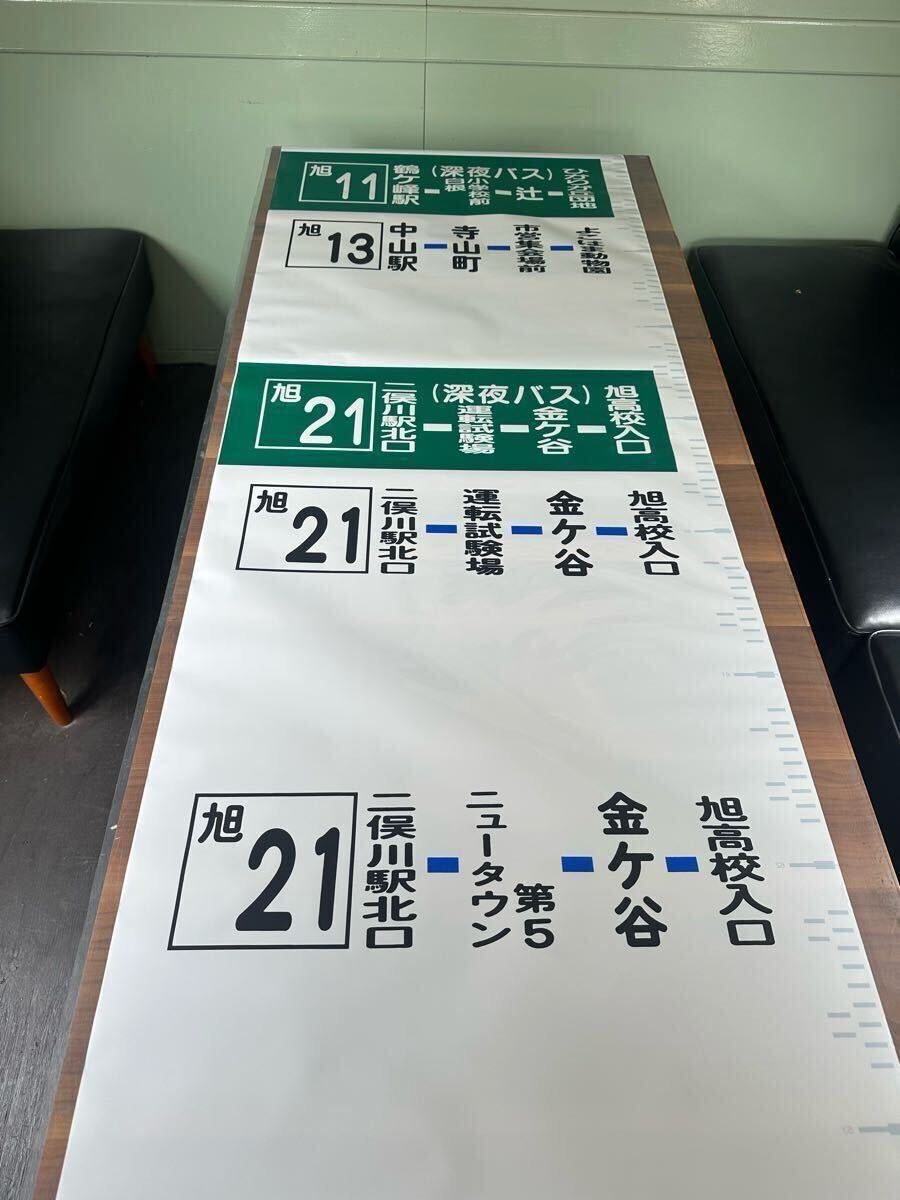 旭 11 鶴ケ峰駅 - (深夜バス) 白根小学校前 - 辻 - ひかりが丘団地
旭 13 中山駅 - 寺山町 - 市営集会場前 - よこはま動物園
旭 21 二俣川駅北口 - (深夜バス) 運転試験場 - 金ケ谷 - 旭高校入口
旭 21 二俣川駅北口 - 運転試験場 - 金ケ谷 - 旭高校入口
旭 21 二俣川駅北口 - ニュータウン第5 - 金ケ谷 - 旭高校入口